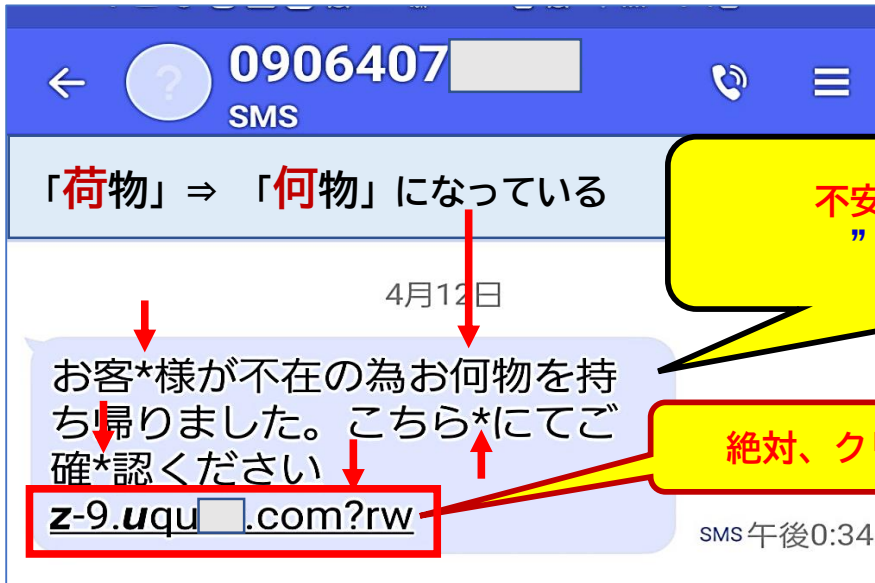 0906407
SMS
「荷物」⇒ 「何物」になっている
不安
”
4月12日
お客*様が不在の為お何物を持
ち帰りました。こちら*にてご
確*認ください
z-9.uqu .com?rw
絶対、ク
SMS 午後0:34